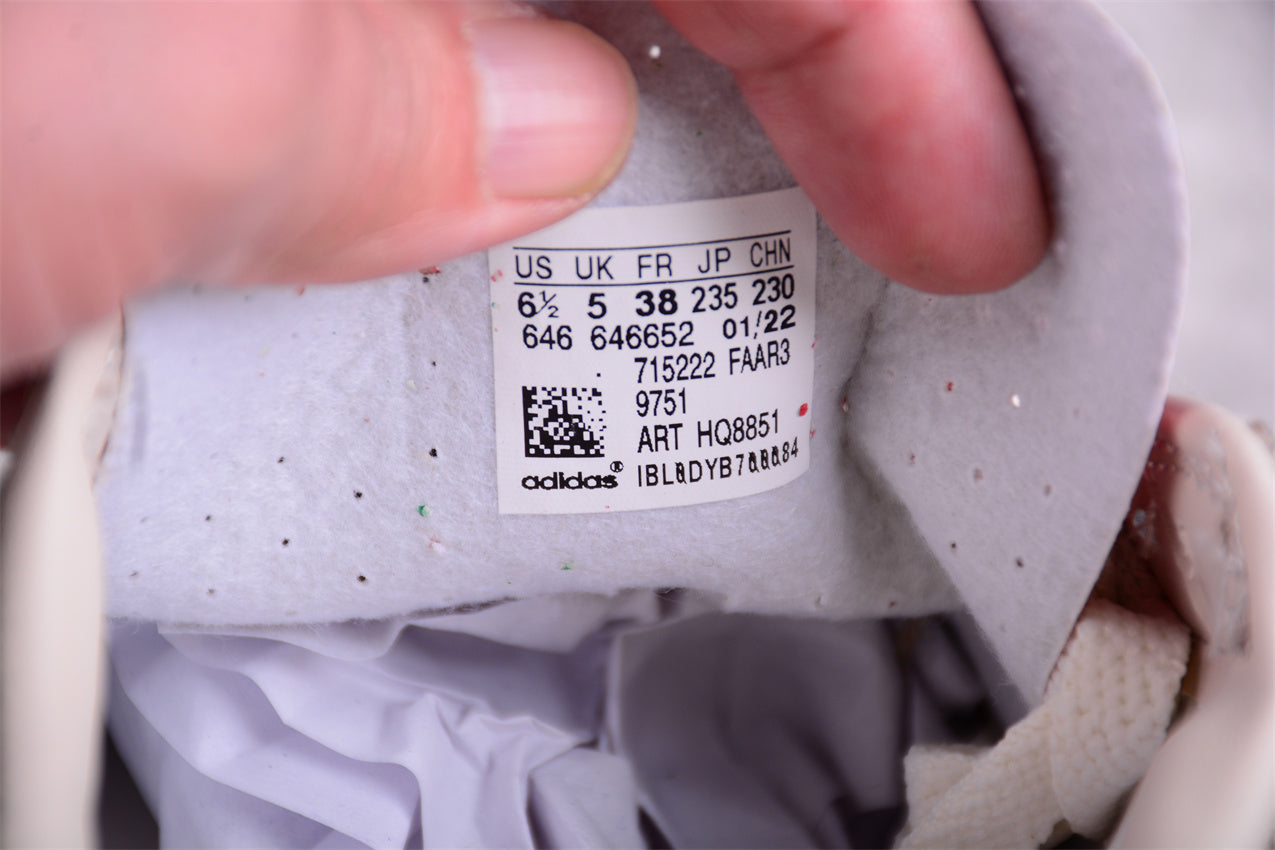 US UK FR JP CHN
6½ 5 38 235 230
646 646652 01/22
715222 FAAR3
9751
ART HQ8851
adidas®